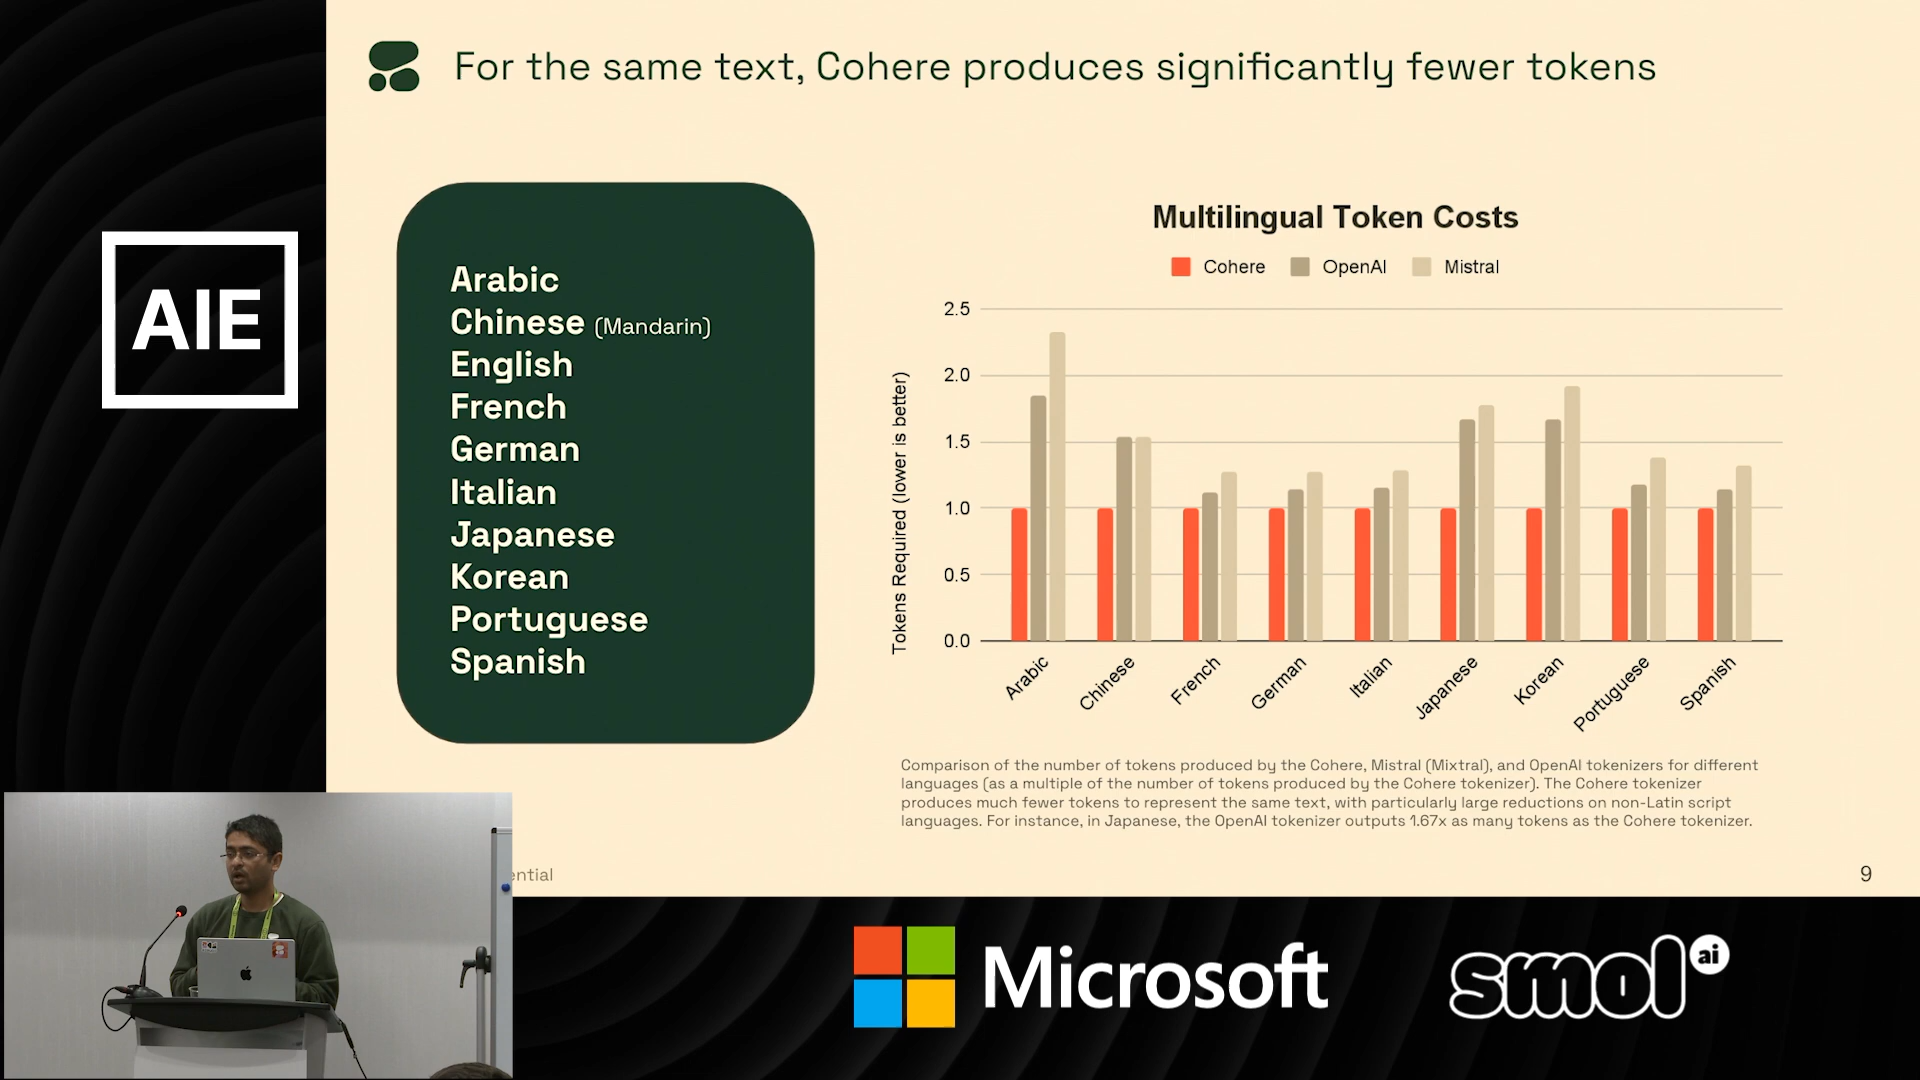 For the same text, Cohere produces significantly fewer tokens
AIE
Arabic
Chinese (Mandarin)
English
French
German
Italian
Japanese
Korean
Portuguese
Spanish
Multilingual Token Costs
Cohere OpenAI Mistral
Tokens Required (lower is better)
2.5
2.0
1.5
1.0
0.5
0.0
Arabic Chinese French German Italian Japanese Korean Portuguese Spanish
Comparison of the number of tokens produced by the Cohere, Mistral (Mixtral), and OpenAI tokenizers for different
languages (as a multiple of the number of tokens produced by the Cohere tokenizer). The Cohere tokenizer
produces much fewer tokens to represent the same text, with particularly large reductions on non-Latin script
languages. For instance, in Japanese, the OpenAI tokenizer outputs 1.67x as many tokens as the Cohere tokenizer.
ential
9
Microsoft
smol ai